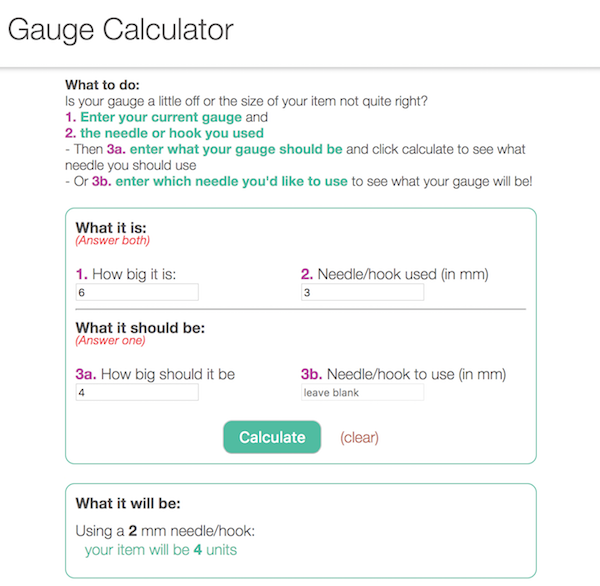 Gauge Calculator
What to do:
Is your gauge a little off or the size of your item not quite right?
1. Enter your current gauge and
2. the needle or hook you used
- Then 3a. enter what your gauge should be and click calculate to see what
needle you should use
- Or 3b. enter which needle you'd like to use to see what your gauge will be!
What it is:
(Answer both)
1. How big it is:
6
2. Needle/hook used (in mm)
3
What it should be:
(Answer one)
3a. How big should it be
4
3b. Needle/hook to use (in mm)
leave blank
Calculate (clear)
What it will be:
Using a 2 mm needle/hook:
your item will be 4 units